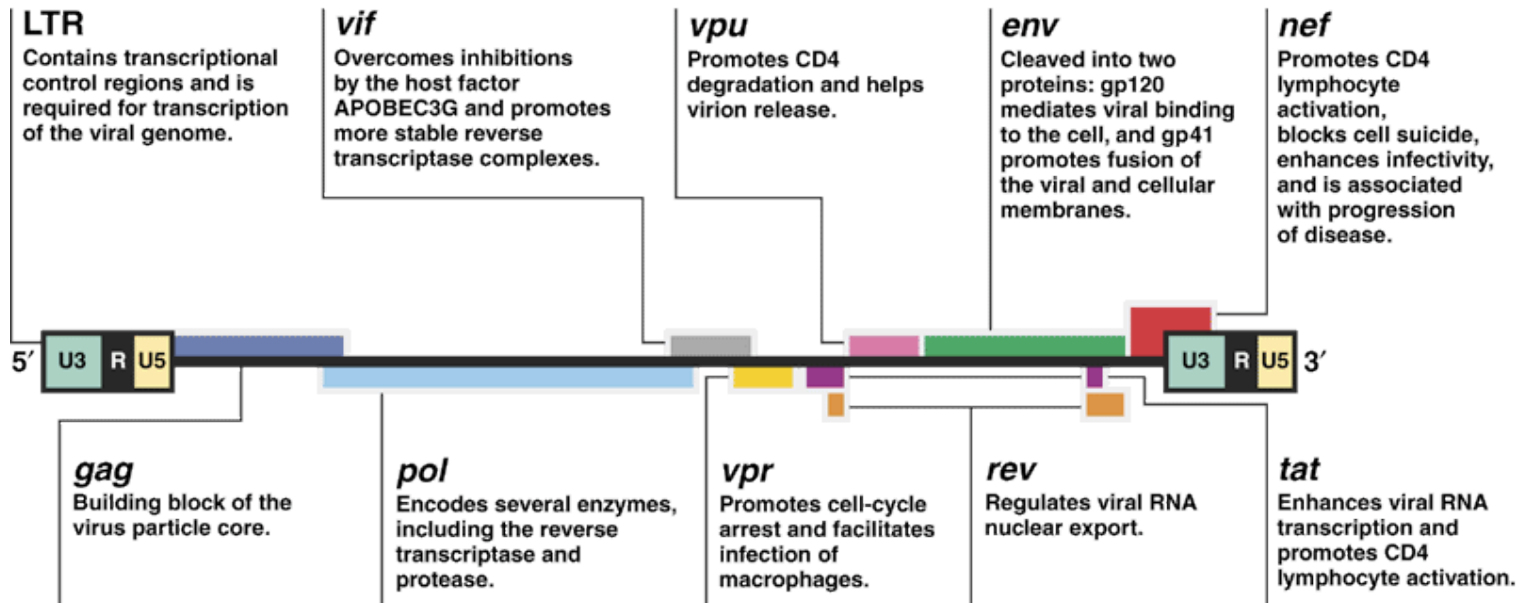 LTR
Contains transcriptional
control regions and is
required for transcription
of the viral genome.
vif
Overcomes inhibitions
by the host factor
APOBEC3G and promotes
more stable reverse
transcriptase complexes.
vpu
Promotes CD4
degradation and helps
virion release.
env
Cleaved into two
proteins: gp120
mediates viral binding
to the cell, and gp41
promotes fusion of
the viral and cellular
membranes.
nef
Promotes CD4
lymphocyte
activation,
blocks cell suicide,
enhances infectivity,
and is associated
with progression
of disease.
5′ U3 R U5 U3 R U5 3′
gag
Building block of the
virus particle core.
pol
Encodes several enzymes,
including the reverse
transcriptase and
protease.
vpr
Promotes cell-cycle
arrest and facilitates
infection of
macrophages.
rev
Regulates viral RNA
nuclear export.
tat
Enhances viral RNA
transcription and
promotes CD4
lymphocyte activation.